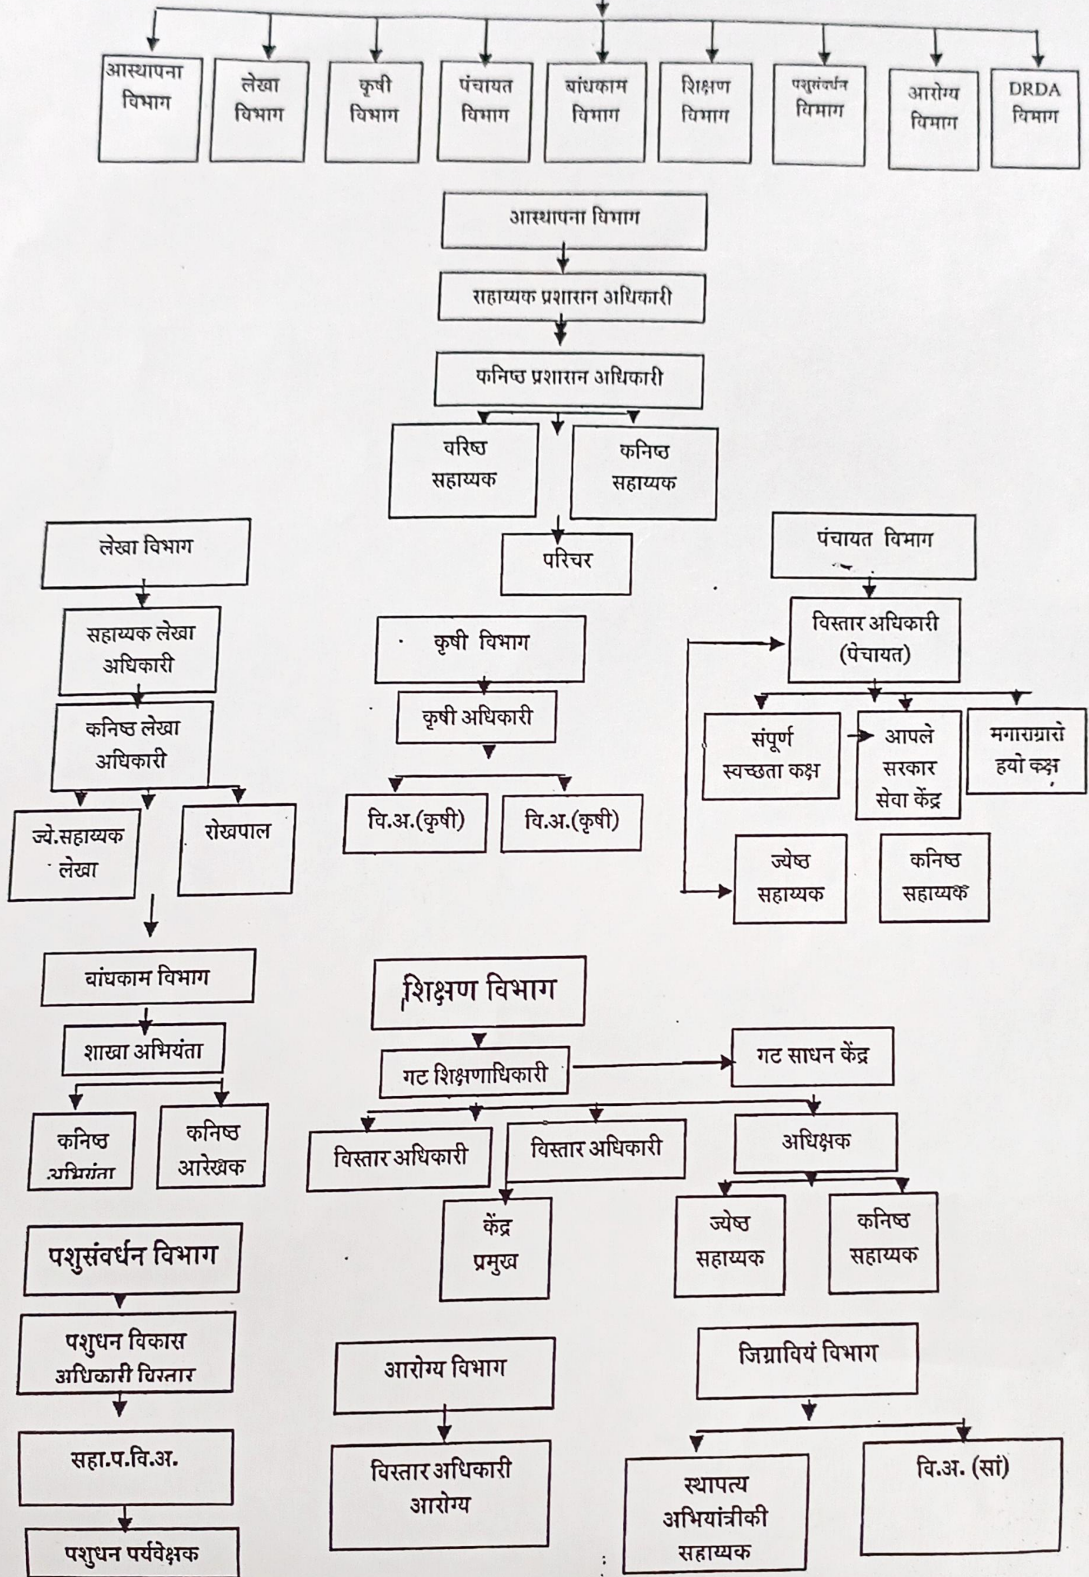 आस्थापना
विभाग
लेखा
विभाग
कृषी
विभाग
पंचायत
विभाग
बांधकाम
विभाग
शिक्षण
विभाग
पशुसंवर्धन
विभाग
आरोग्य
विभाग
DRDA
विभाग
आस्थापना विभाग
सहाय्यक प्रशासन अधिकारी
कनिष्ठ प्रशासन अधिकारी
वरिष्ठ
सहाय्यक
कनिष्ठ
सहाय्यक
परिचर
लेखा विभाग
सहाय्यक लेखा
अधिकारी
कनिष्ठ लेखा
अधिकारी
ज्ये.सहाय्यक
लेखा
रोखपाल
कृषी विभाग
कृषी अधिकारी
वि.अ.(कृषी)
वि.अ.(कृषी)
पंचायत विभाग
विस्तार अधिकारी
(पेचायत)
संपूर्ण
स्वच्छता कक्ष
आपले
सरकार
सेवा केंद्र
मगाराग्रारो
हयो कक्ष
ज्येष्ठ
सहाय्यक
कनिष्ठ
सहाय्यक
बांधकाम विभाग
शाखा अभियंता
कनिष्ठ
अभियंता
कनिष्ठ
आरेखक
शिक्षण विभाग
गट शिक्षणाधिकारी
गट साधन केंद्र
विस्तार अधिकारी
विस्तार अधिकारी
अधिक्षक
केंद्र
प्रमुख
ज्येष्ठ
सहाय्यक
कनिष्ठ
सहाय्यक
पशुसंवर्धन विभाग
पशुधन विकास
अधिकारी विस्तार
सहा.प.वि.अ.
पशुधन पर्यवेक्षक
आरोग्य विभाग
विस्तार अधिकारी
आरोग्य
जिग्रावियं विभाग
स्थापत्य
अभियांत्रीकी
सहाय्यक
वि.अ. (सां)